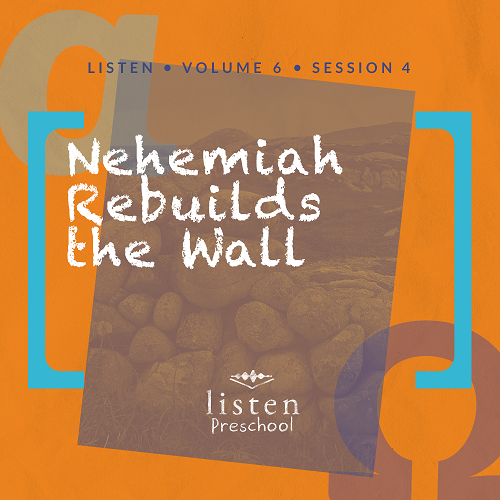 LISTEN • VOLUME 6 • SESSION 4
Nehemiah
Rebuilds
the Wall
listen
Preschool